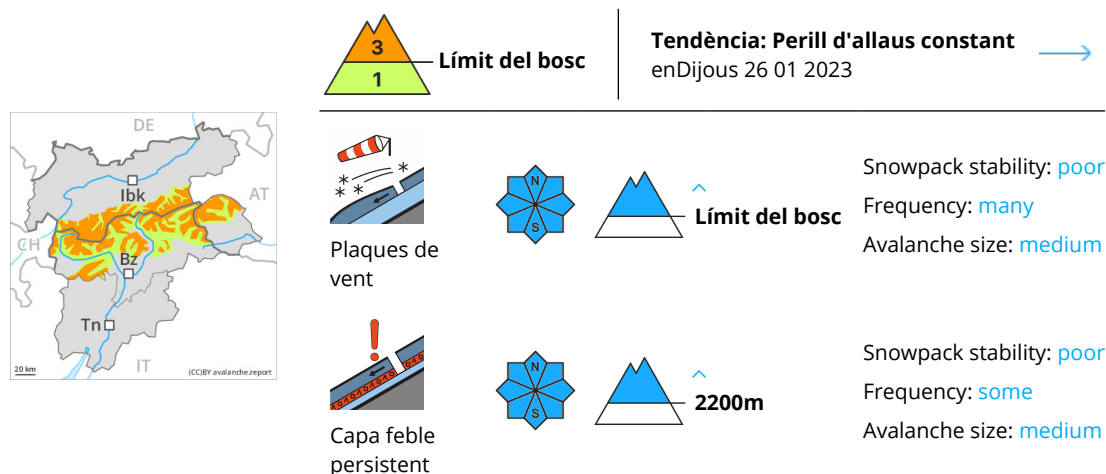 3
1
Límit del bosc
Tendència: Perill d'allaus constant
enDijous 26 01 2023
DE
Ibk
AT
CH
Bz
Tn
IT
20 km
(CC)BY avalanche.report
N
S
Límit del bosc
Plaques de
vent
Snowpack stability: poor
Frequency: many
Avalanche size: medium
N
S
2200m
Capa feble
persistent
Snowpack stability: poor
Frequency: some
Avalanche size: medium